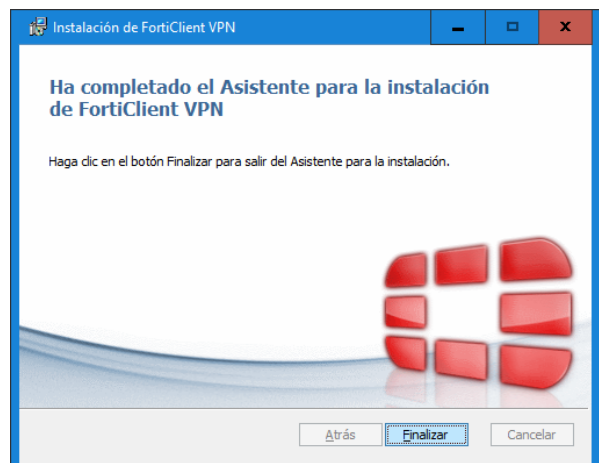 Instalación de FortiClient VPN
Ha completado el Asistente para la instalación
de FortiClient VPN
Haga clic en el botón Finalizar para salir del Asistente para la instalación.
Atrás
Finalizar
Cancelar